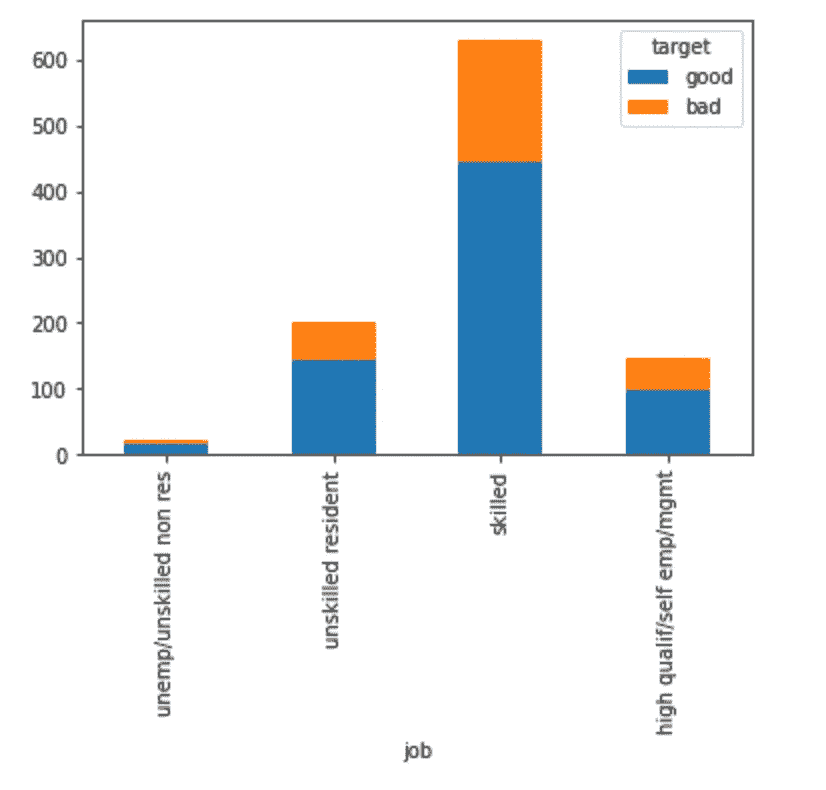 600
500
400
300
200
100
0
target
good
bad
unemp/unskilled non res
unskilled resident
skilled
high qualif/self emp/mgmt
job